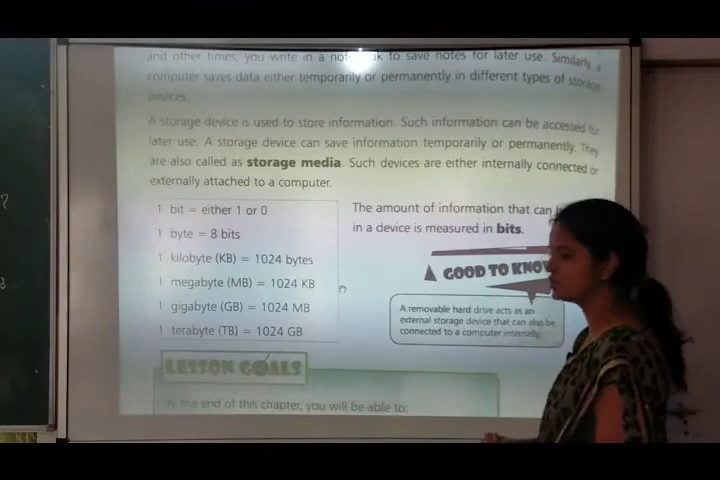 and other times, you write in a to save notes for later use. Similarly, a
computer saves data either temporarily or permanently in different types of storage
devices.
A storage device is used to store information. Such information can be accessed for
later use. A storage device can save information temporarily or permanently. They
are also called as storage media. Such devices are either internally connected or
externally attached to a computer.
1 bit = either 1 or 0
1 byte = 8 bits
1 kilobyte (KB) = 1024 bytes
1 megabyte (MB) = 1024 KB
1 gigabyte (GB) = 1024 MB
1 terabyte (TB) = 1024 GB
The amount of information that can
in a device is measured in bits.
GOOD TO KNOW
A removable hard drive acts as an
external storage device that can also be
connected to a computer internally.
LESSON GOALS
By the end of this chapter, you will be able to: